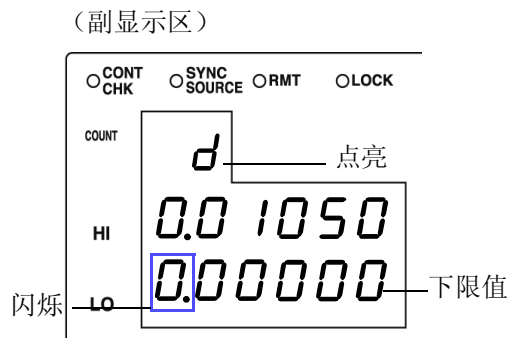 （副显示区）
CONT CHK
SYNC SOURCE
RMT
LOCK
COUNT
d
点亮
HI
0.01050
0.00000
下限值
闪烁
LO